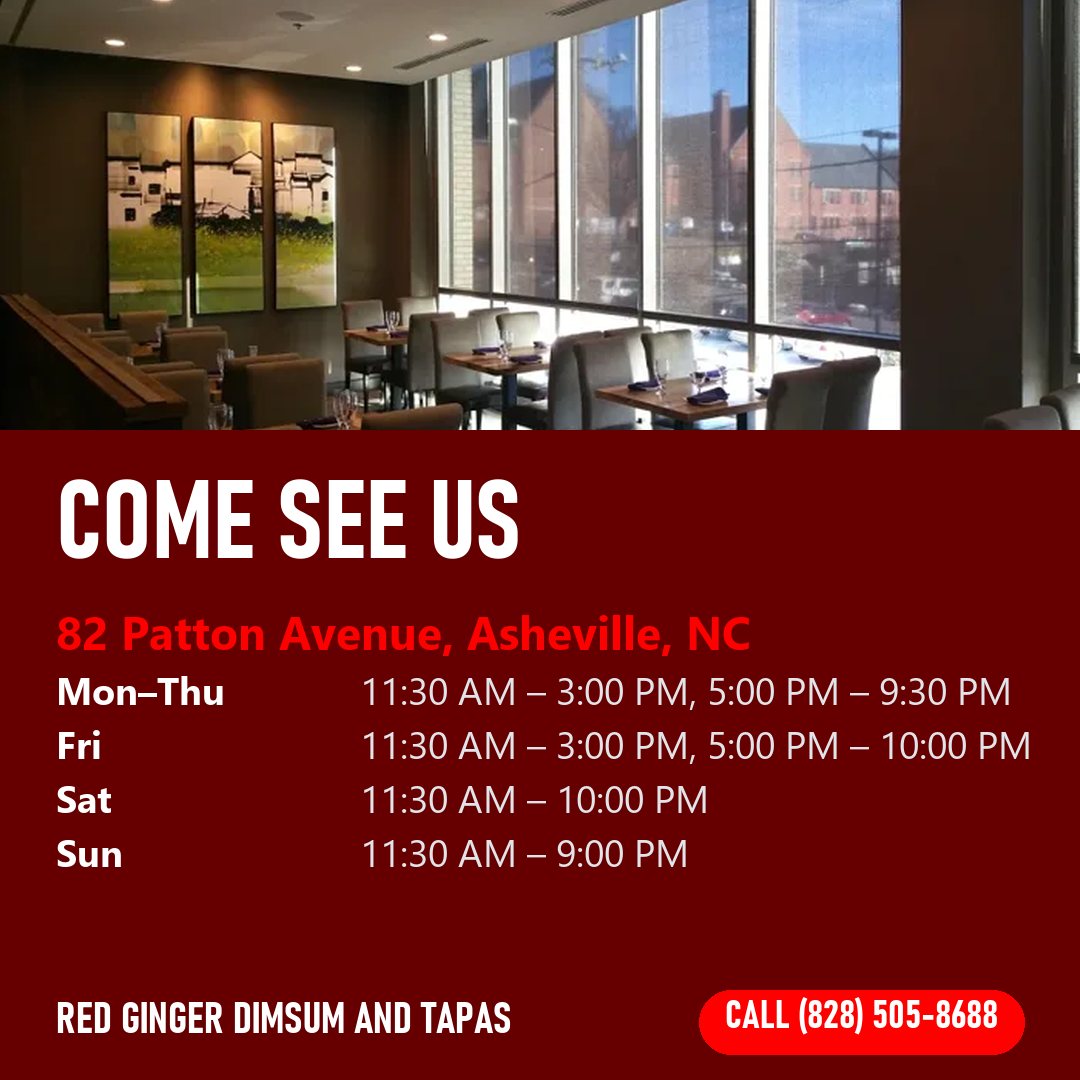 COME SEE US
82 Patton Avenue, Asheville, NC
Mon–Thu 11:30 AM – 3:00 PM, 5:00 PM – 9:30 PM
Fri 11:30 AM – 3:00 PM, 5:00 PM – 10:00 PM
Sat 11:30 AM – 10:00 PM
Sun 11:30 AM – 9:00 PM
RED GINGER DIMSUM AND TAPAS
CALL (828) 505-8688